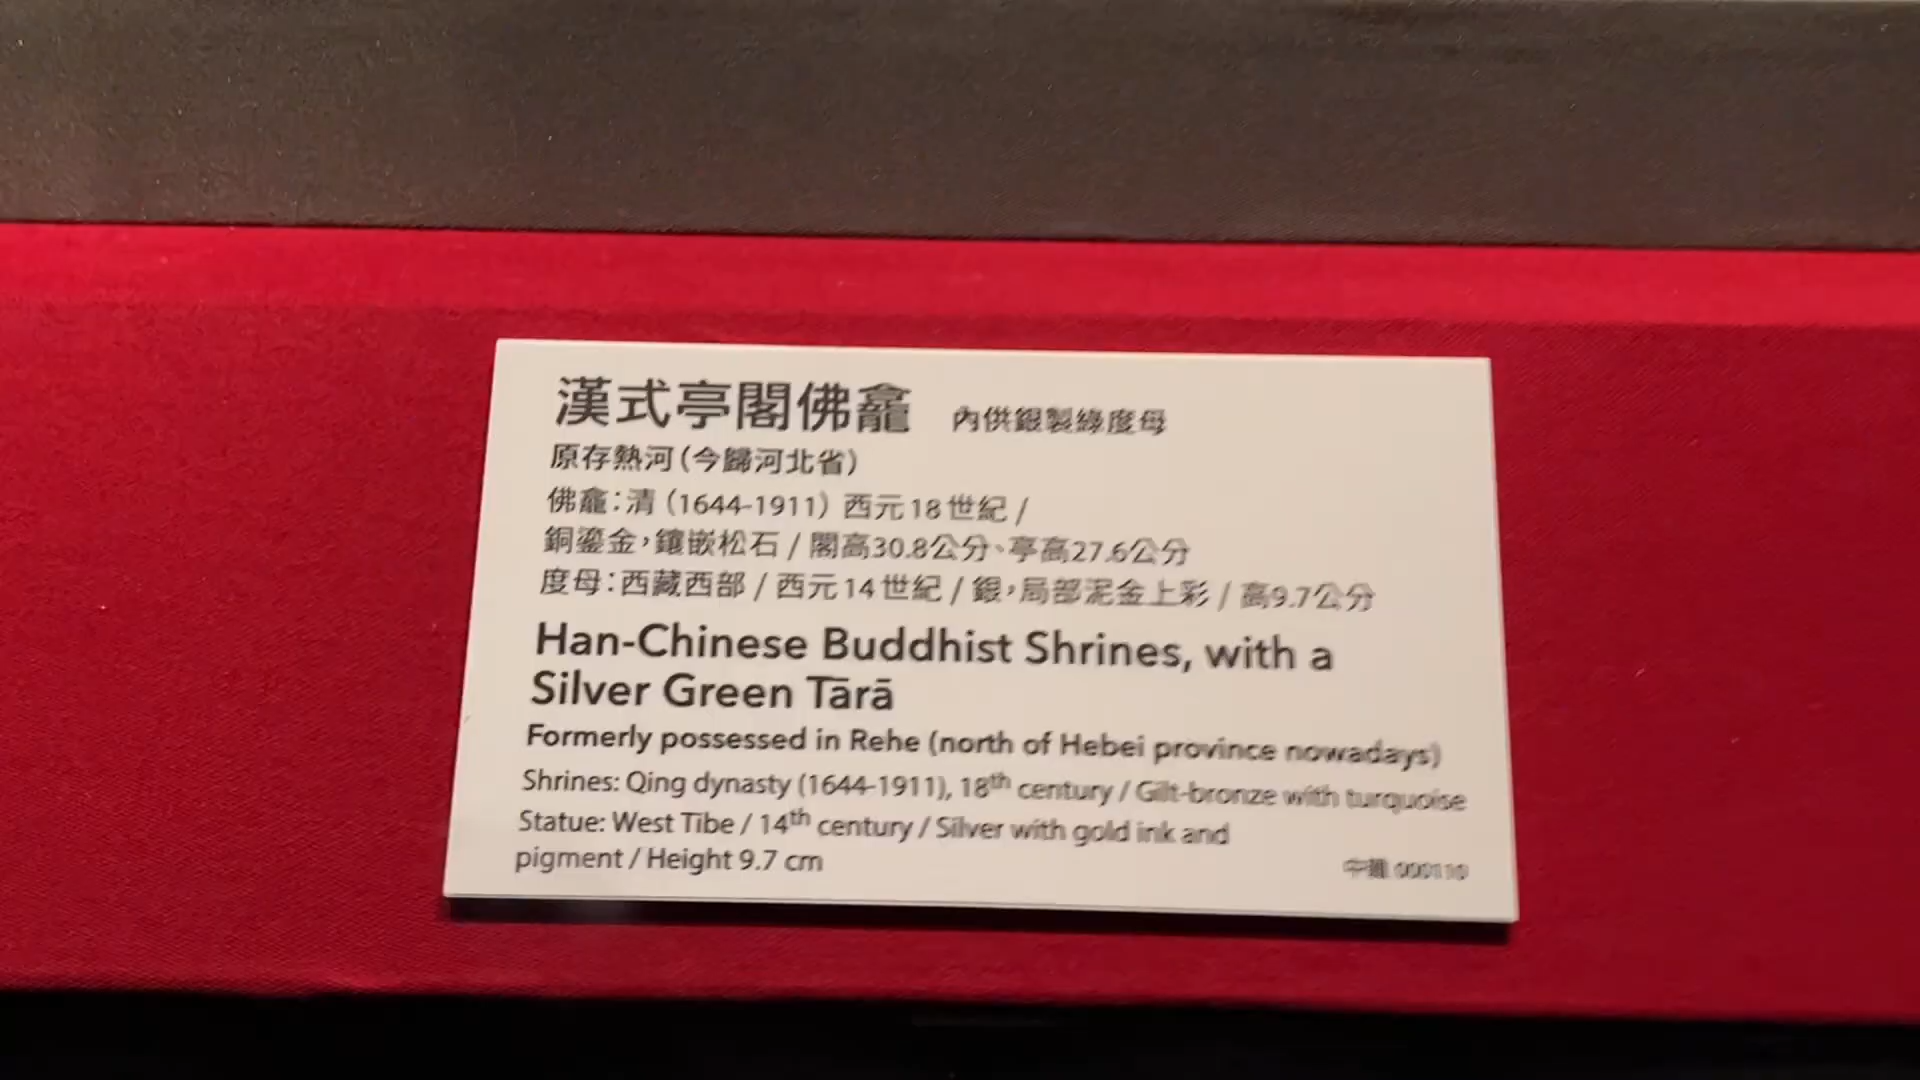 漢式亭閣佛龕 內供銀製綠度母
原存熱河(今歸河北省)
佛龕:清(1644-1911)西元18世紀 /
銅鎏金,鑲嵌松石 / 閣高30.8公分、亭高27.6公分
度母:西藏西部 / 西元14世紀 / 銀,局部泥金上彩 / 高9.7公分
Han-Chinese Buddhist Shrines, with a
Silver Green Tārā
Formerly possessed in Rehe (north of Hebei province nowadays)
Shrines: Qing dynasty (1644-1911), 18th century / Gilt-bronze with turquoise
Statue: West Tibe / 14th century / Silver with gold ink and
pigment / Height 9.7 cm
中雜 000110